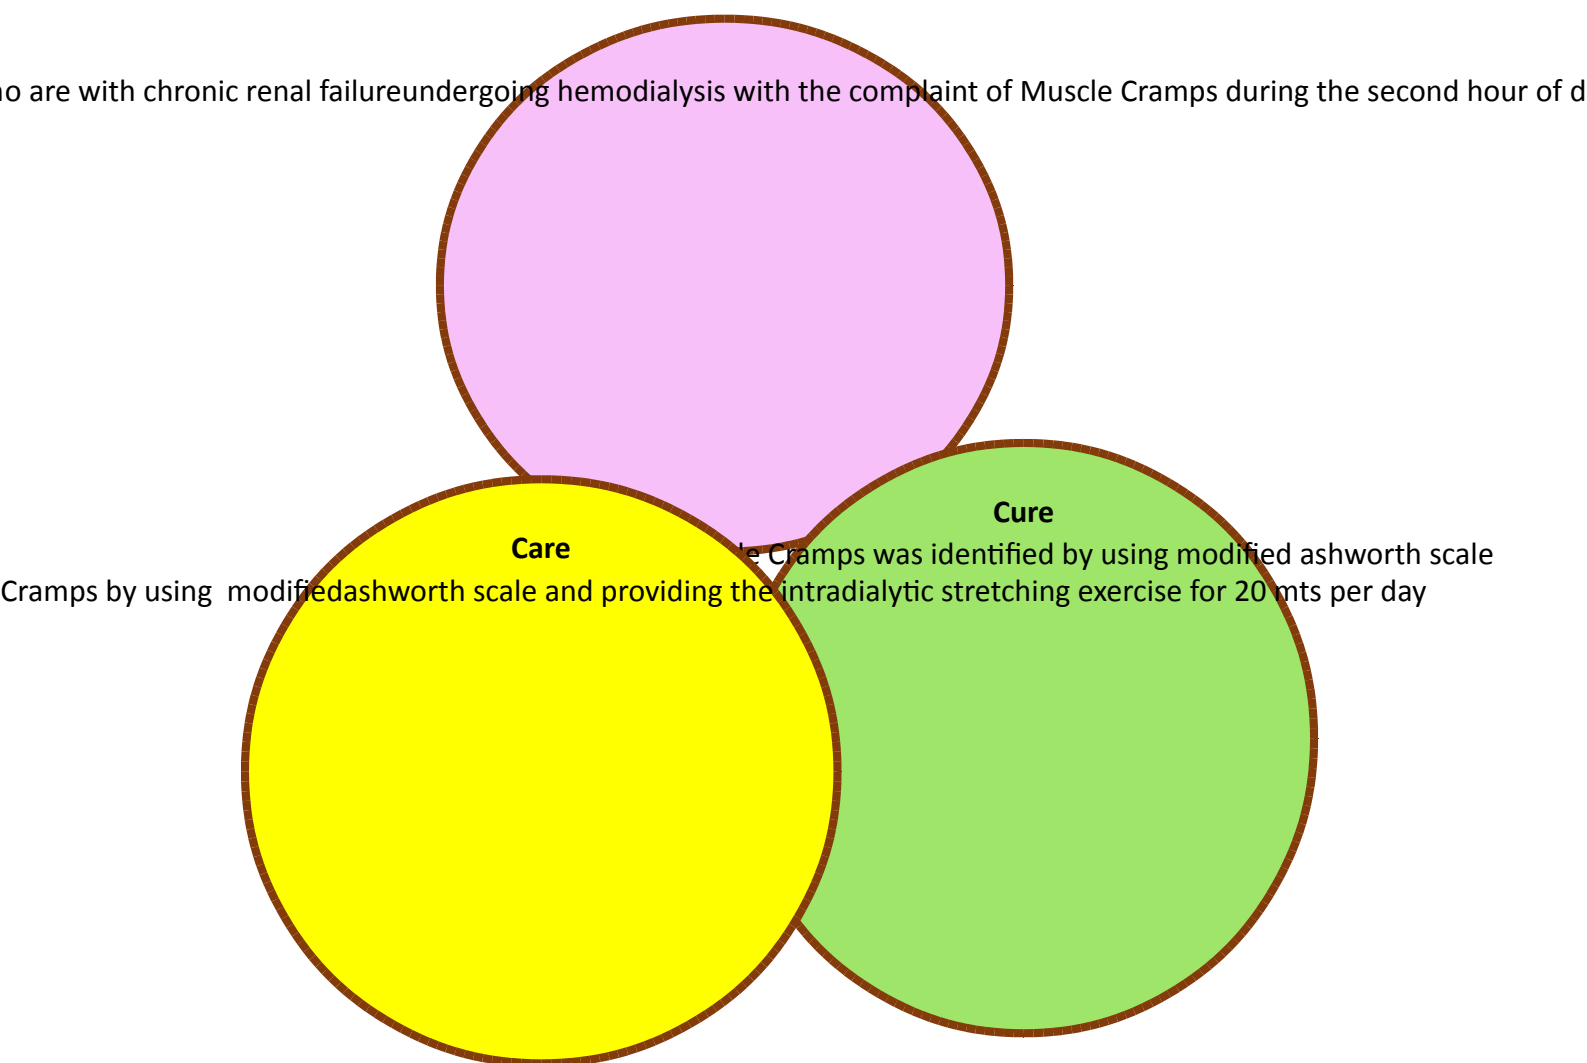 are with chronic renal failureundergoing hemodialysis with the complaint of Muscle Cramps during the second hour of
Cure
Care
Cramps was identified by using modified ashworth scale
Cramps by using modifiedashworth scale and providing the intradialytic stretching exercise for 20 mts per day